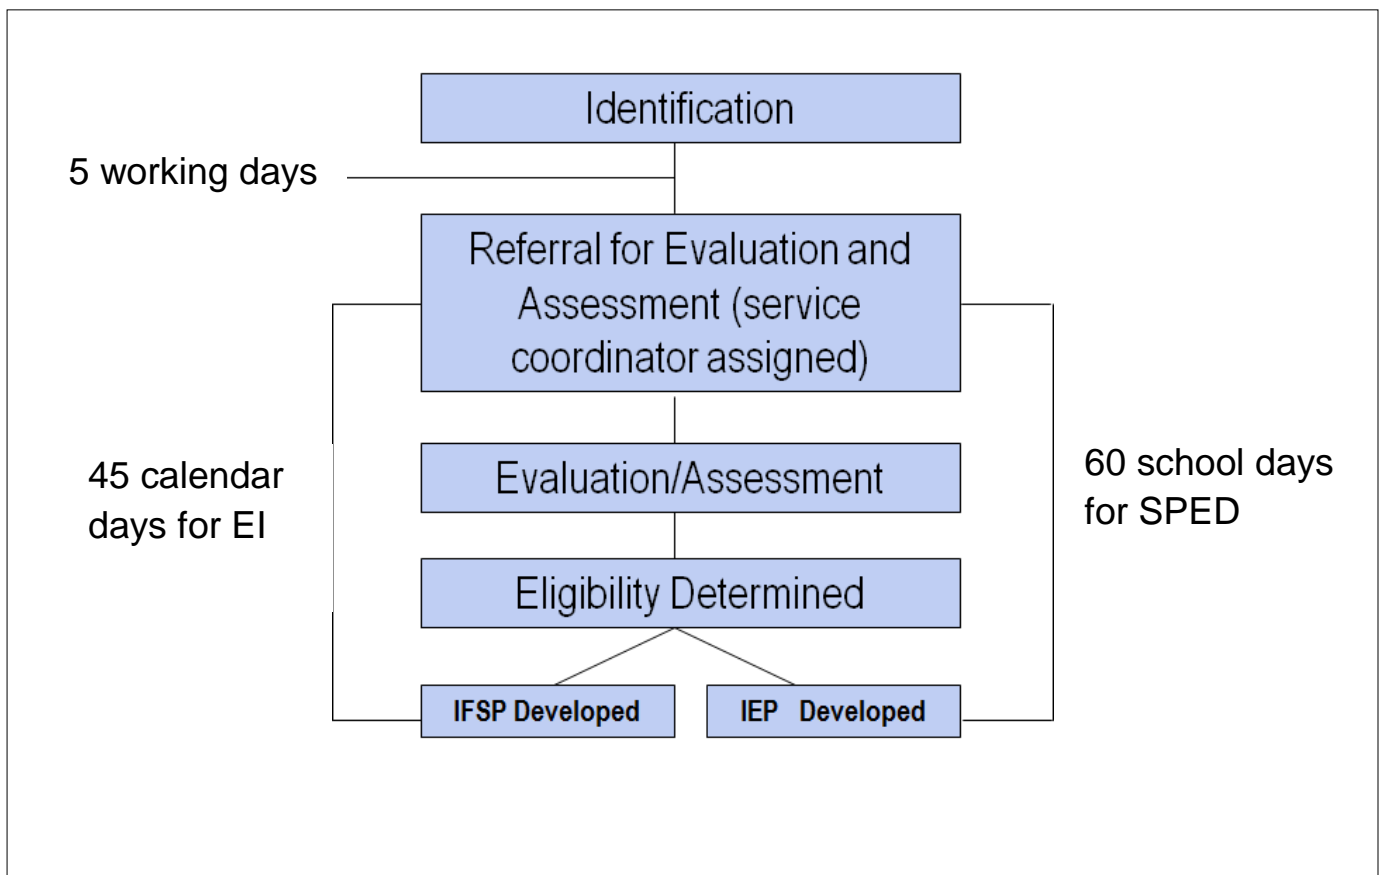 Identification
5 working days
Referral for Evaluation and
Assessment (service
coordinator assigned)
45 calendar
days for EI
Evaluation/Assessment
60 school days
for SPED
Eligibility Determined
IFSP Developed
IEP Developed